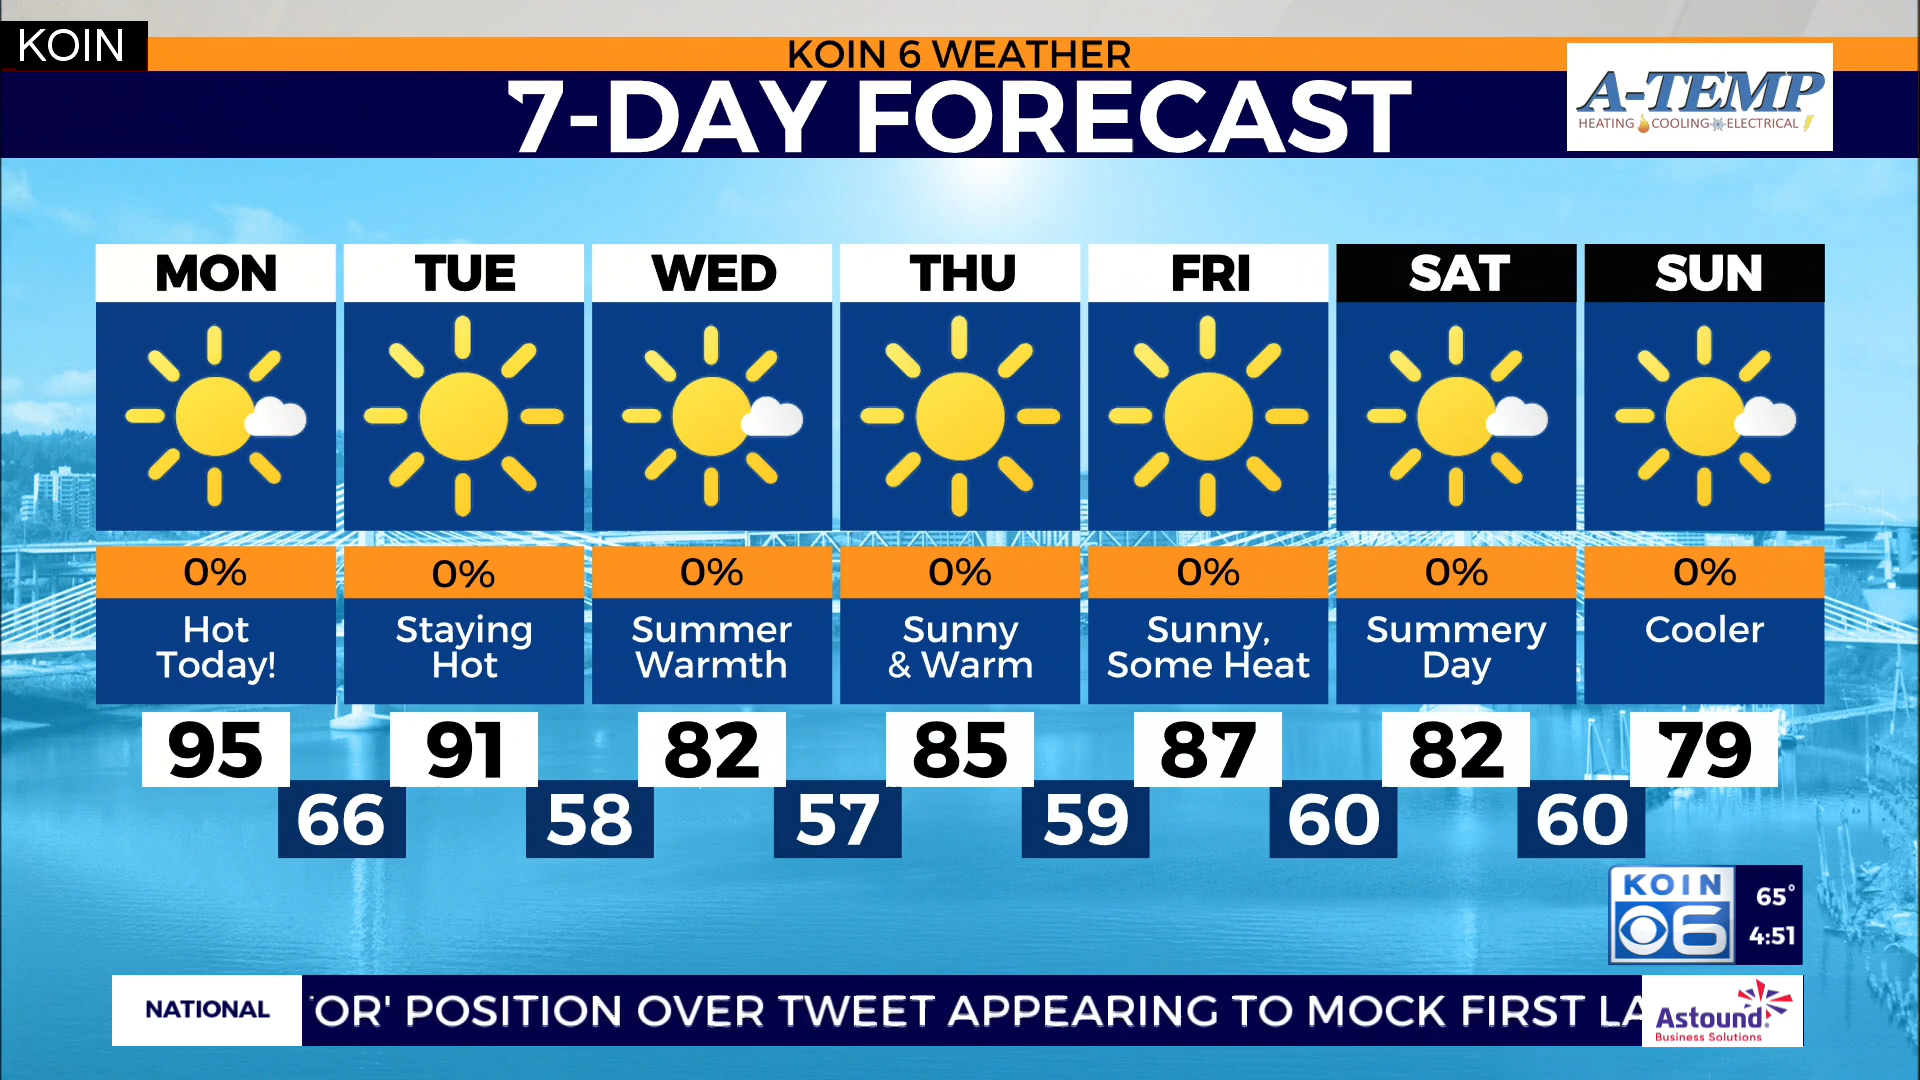 KOIN
KOIN 6 WEATHER
7-DAY FORECAST
A-TEMP
HEATING COOLING ELECTRICAL
MON TUE WED THU FRI SAT SUN
0% 0% 0% 0% 0% 0% 0%
Hot Today!
Staying Hot
Summer Warmth
Sunny & Warm
Sunny, Some Heat
Summery Day
Cooler
95 91 82 85 87 82 79
66 58 57 59 60 60
KOIN 6
65°
4:51
NATIONAL
'OR' POSITION OVER TWEET APPEARING TO MOCK FIRST LA
Astound
Business Solutions